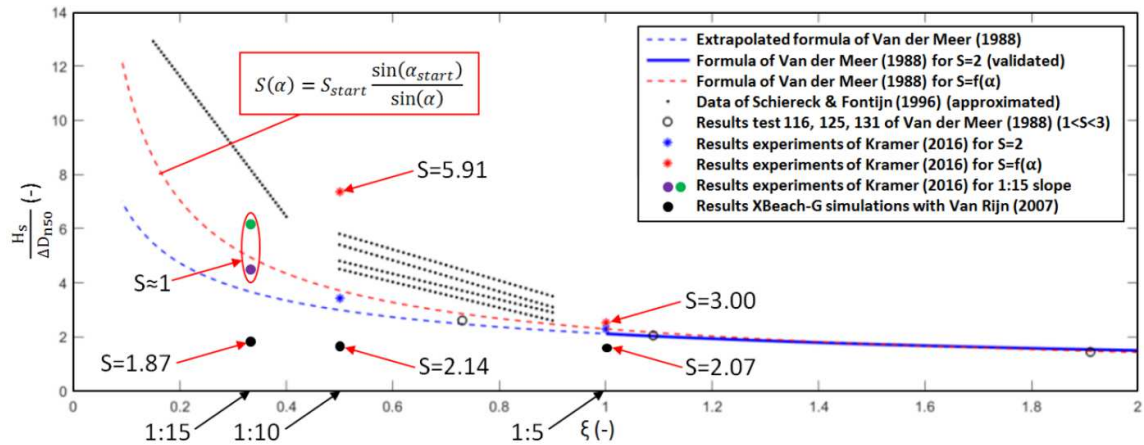 14
12
10
8
6
4
2
0
H_s / ΔD_n50 (-)
S(α) = S_start sin(α_start) / sin(α)
Extrapolated formula of Van der Meer (1988)
Formula of Van der Meer (1988) for S=2 (validated)
Formula of Van der Meer (1988) for S=f(α)
Data of Schiereck & Fontijn (1996) (approximated)
Results test 116, 125, 131 of Van der Meer (1988) (1<S<3)
Results experiments of Kramer (2016) for S=2
Results experiments of Kramer (2016) for S=f(α)
Results experiments of Kramer (2016) for 1:15 slope
Results XBeach-G simulations with Van Rijn (2007)
S=5.91
S≈1
S=3.00
S=1.87
S=2.14
S=2.07
0
0.2
0.4
0.6
0.8
1
1.2
1.4
1.6
1.8
2
1:15
1:10
1:5
ξ (-)